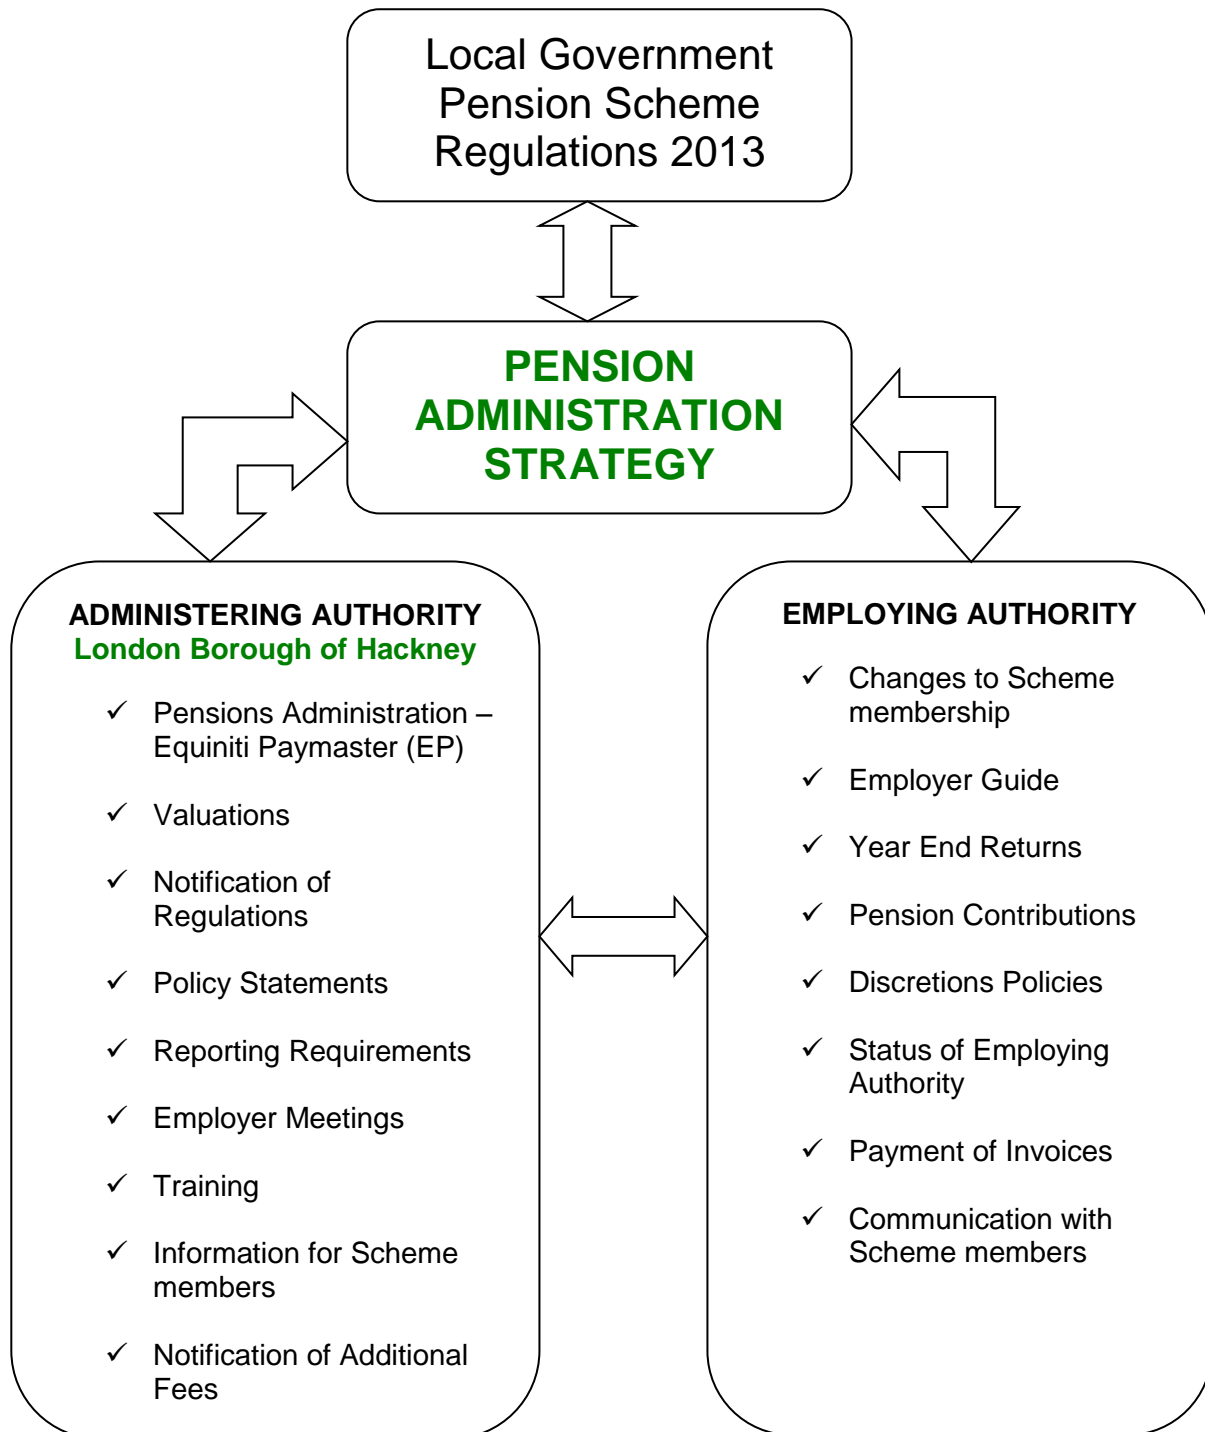 Local Government
Pension Scheme
Regulations 2013
PENSION
ADMINISTRATION
STRATEGY
ADMINISTERING AUTHORITY
London Borough of Hackney
✓ Pensions Administration –
Equiniti Paymaster (EP)
✓ Valuations
✓ Notification of
Regulations
✓ Policy Statements
✓ Reporting Requirements
✓ Employer Meetings
✓ Training
✓ Information for Scheme
members
✓ Notification of Additional
Fees
EMPLOYING AUTHORITY
✓ Changes to Scheme
membership
✓ Employer Guide
✓ Year End Returns
✓ Pension Contributions
✓ Discretions Policies
✓ Status of Employing
Authority
✓ Payment of Invoices
✓ Communication with
Scheme members